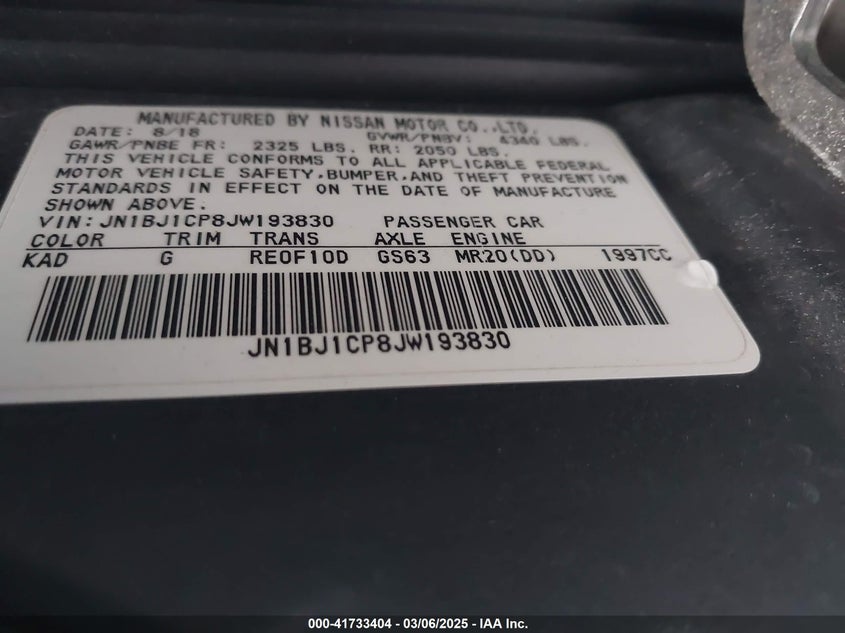 MANUFACTURED BY NISSAN MOTOR CO.,LTD.
DATE: 8/18 GVWR/PNBV: 4340 LBS.
GAWR/PNBE FR: 2325 LBS. RR: 2050 LBS.
THIS VEHICLE CONFORMS TO ALL APPLICABLE FEDERAL
MOTOR VEHICLE SAFETY,BUMPER,AND THEFT PREVENTION
STANDARDS IN EFFECT ON THE DATE OF MANUFACTURE
SHOWN ABOVE.
VIN:JN1BJ1CP8JW193830 PASSENGER CAR
COLOR TRIM TRANS AXLE ENGINE
KAD G RE0F10D GS63 MR20(DD) 1997CC
JN1BJ1CP8JW193830
000-41733404 - 03/06/2025 - IAA Inc.